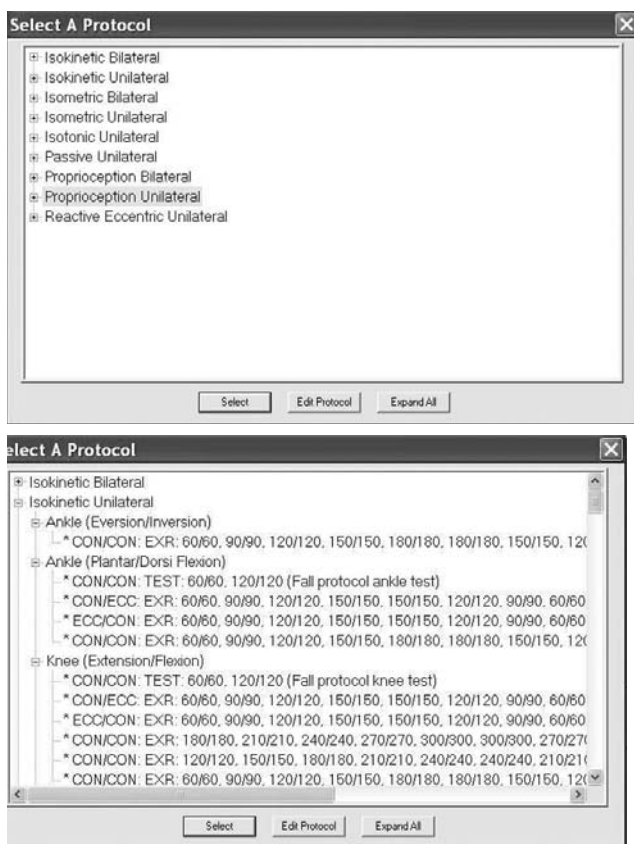 Select A Protocol
Isokinetic Bilateral
Isokinetic Unilateral
Isometric Bilateral
Isometric Unilateral
Isotonic Unilateral
Passive Unilateral
Proprioception Bilateral
Proprioception Unilateral
Reactive Eccentric Unilateral
Select Edit Protocol Expand All
elect A Protocol
Isokinetic Bilateral
Isokinetic Unilateral
Ankle (Eversion/Inversion)
* CON/CON: EXR: 60/60, 90/90, 120/120, 150/150, 180/180, 180/180, 150/150, 120
Ankle (Plantar/Dorsi Flexion)
* CON/CON: TEST: 60/60, 120/120 (Fall protocol ankle test)
* CON/ECC: EXR: 60/60, 90/90, 120/120, 150/150, 150/150, 120/120, 90/90, 60/60
* ECC/CON: EXR: 60/60, 90/90, 120/120, 150/150, 150/150, 120/120, 90/90, 60/60
* CON/CON: EXR: 60/60, 90/90, 120/120, 150/150, 180/180, 180/180, 150/150, 120
Knee (Extension/Flexion)
* CON/CON: TEST: 60/60, 120/120 (Fall protocol knee test)
* CON/ECC: EXR: 60/60, 90/90, 120/120, 150/150, 150/150, 120/120, 90/90, 60/60
* ECC/CON: EXR: 60/60, 90/90, 120/120, 150/150, 150/150, 120/120, 90/90, 60/60
* CON/CON: EXR: 180/180, 210/210, 240/240, 270/270, 300/300, 300/300, 270/270
* CON/CON: EXR: 120/120, 150/150, 180/180, 210/210, 240/240, 240/240, 210/210
* CON/CON: EXR: 60/60, 90/90, 120/120, 150/150, 180/180, 180/180, 150/150, 120
Select Edit Protocol Expand All